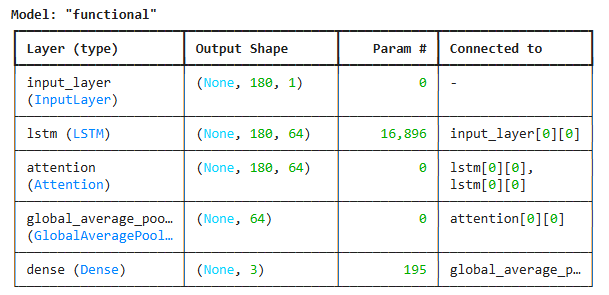 Model: "functional"
Layer (type) Output Shape Param # Connected to
input_layer (None, 180, 1) 0 -
(InputLayer)
lstm (LSTM) (None, 180, 64) 16,896 input_layer[0][0]
attention (None, 180, 64) 0 lstm[0][0],
(Attention) lstm[0][0]
global_average_poo… (None, 64) 0 attention[0][0]
(GlobalAveragePool…
dense (Dense) (None, 3) 195 global_average_p…